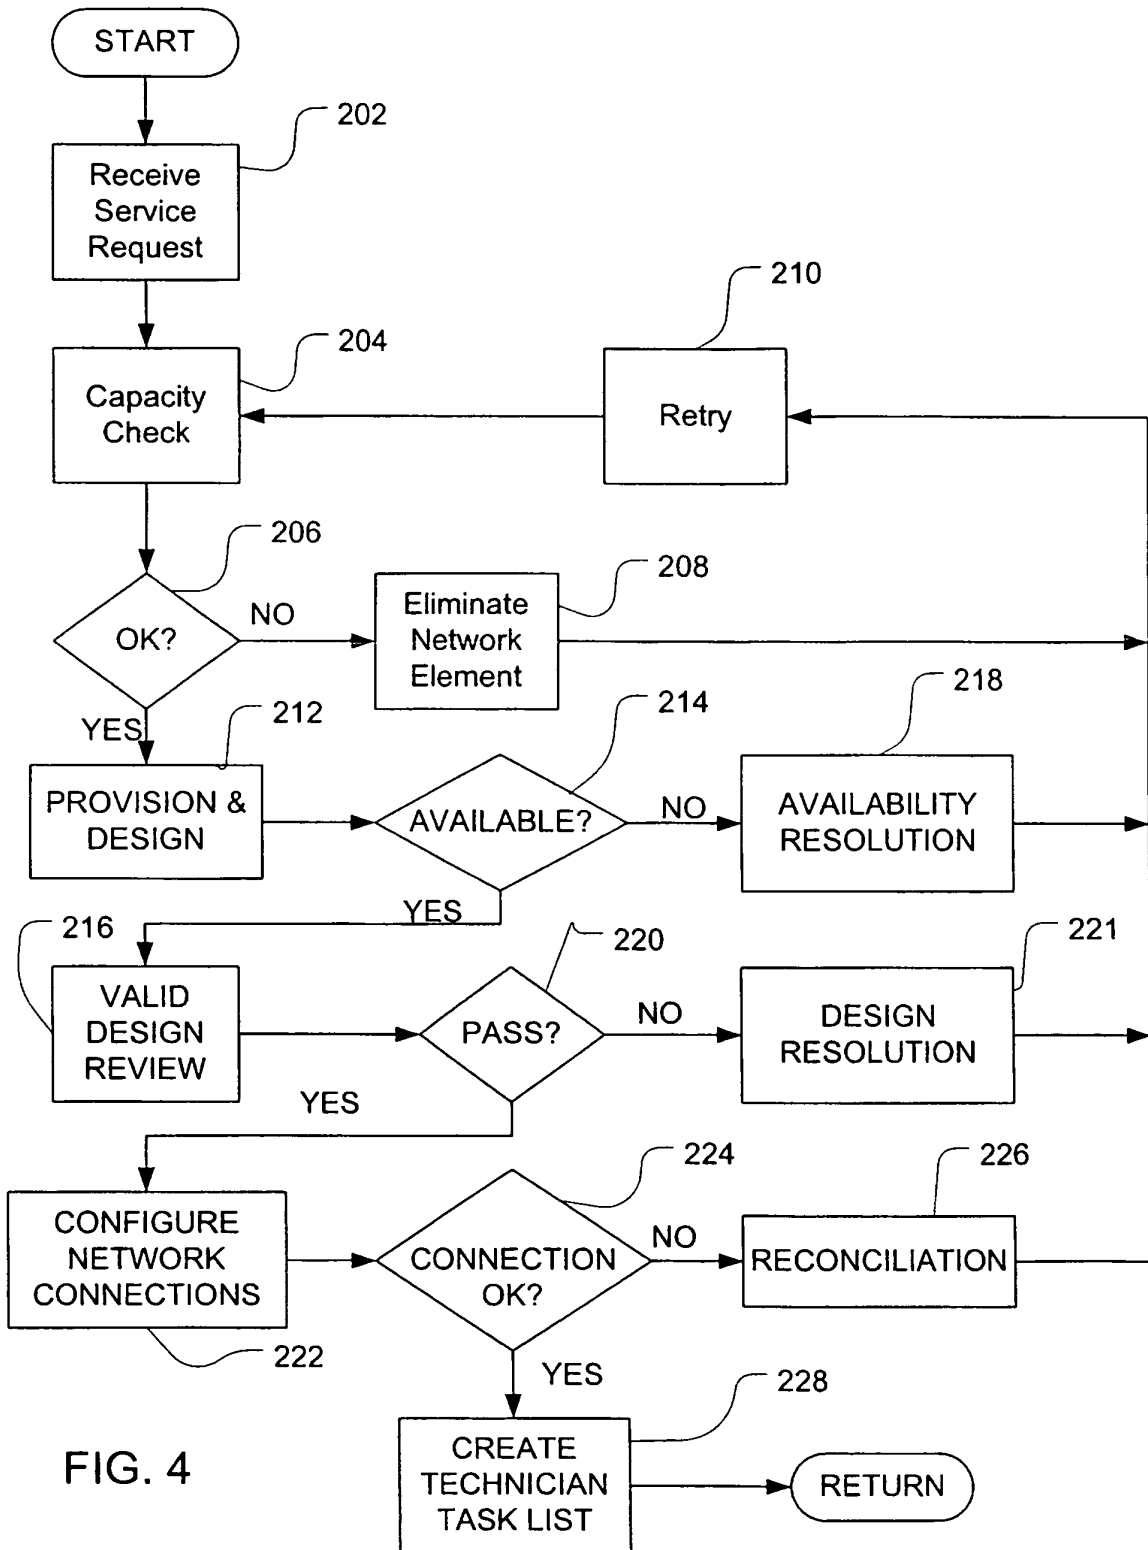 START
202
Receive
Service
Request
210
204
Capacity
Check
Retry
206
208
OK?
NO
Eliminate
Network
Element
218
214
YES
212
PROVISION &
DESIGN
AVAILABLE?
NO
AVAILABILITY
RESOLUTION
YES
216
220
221
VALID
DESIGN
REVIEW
PASS?
NO
DESIGN
RESOLUTION
YES
224
226
CONFIGURE
NETWORK
CONNECTIONS
CONNECTION
OK?
NO
RECONCILIATION
222
YES
228
FIG. 4
CREATE
TECHNICIAN
TASK LIST
RETURN